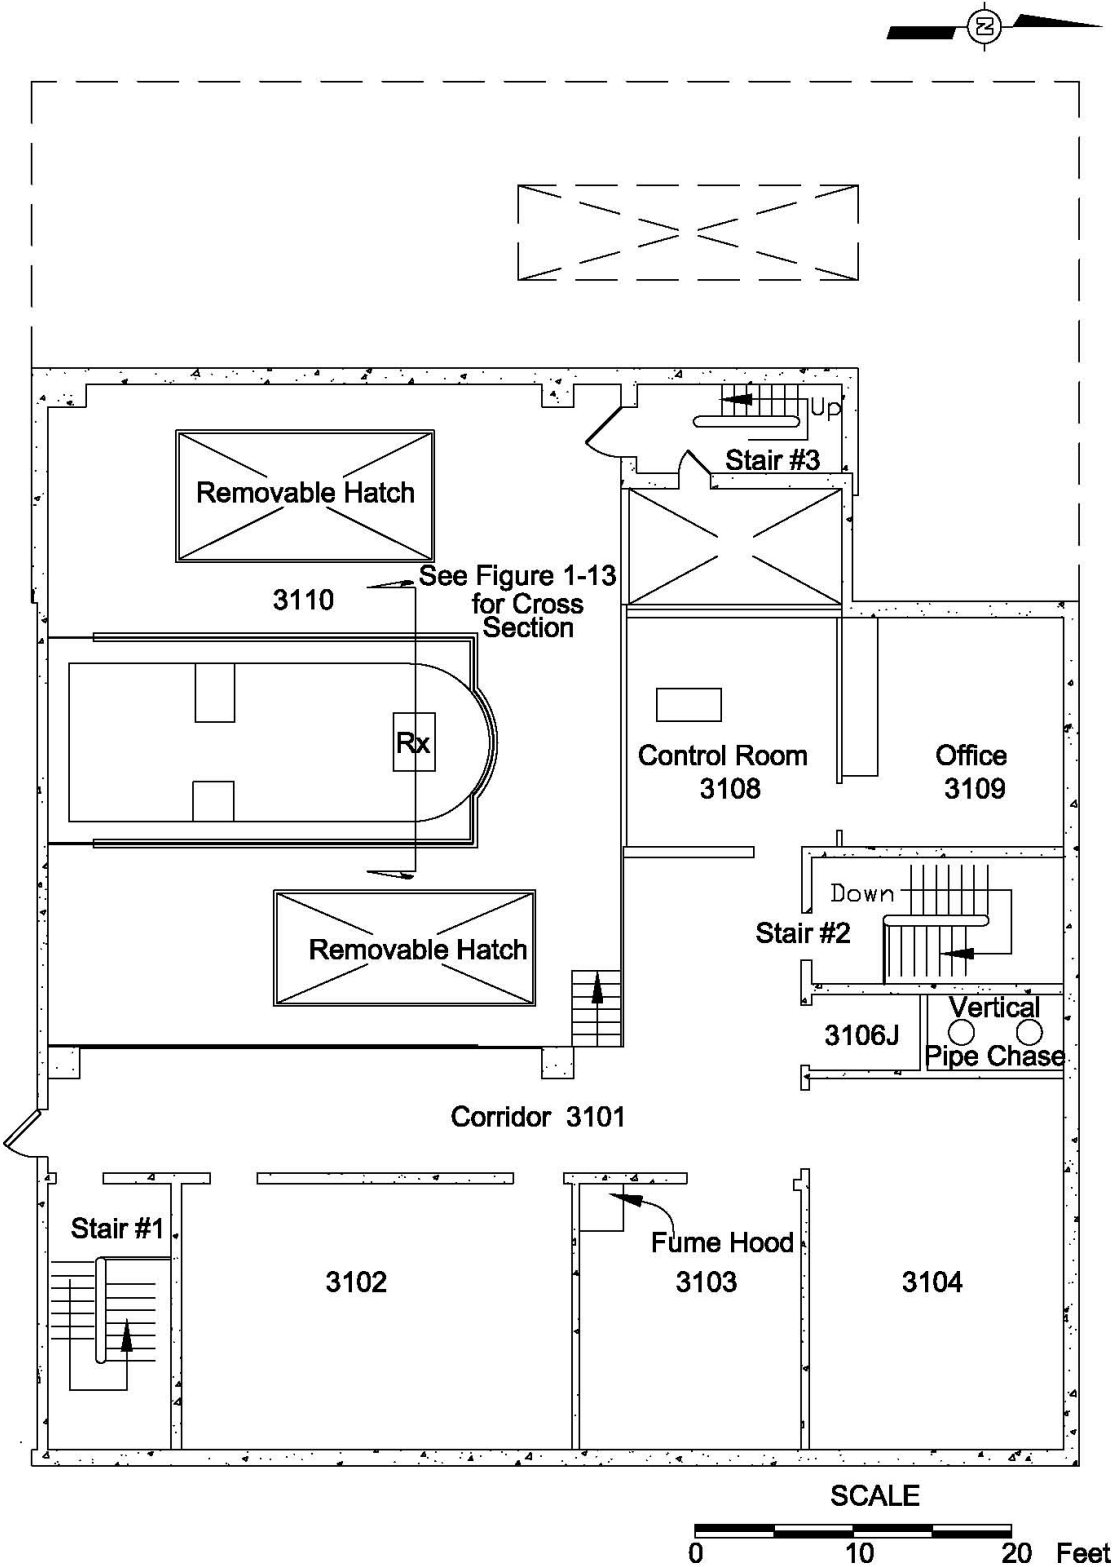 N
Up
Stair #3
Removable Hatch
See Figure 1-13
for Cross
Section
3110
Rx
Control Room
3108
Office
3109
Down
Stair #2
Removable Hatch
Vertical
Pipe Chase
3106J
Corridor 3101
Stair #1
Fume Hood
3102
3103
3104
SCALE
0 10 20 Feet